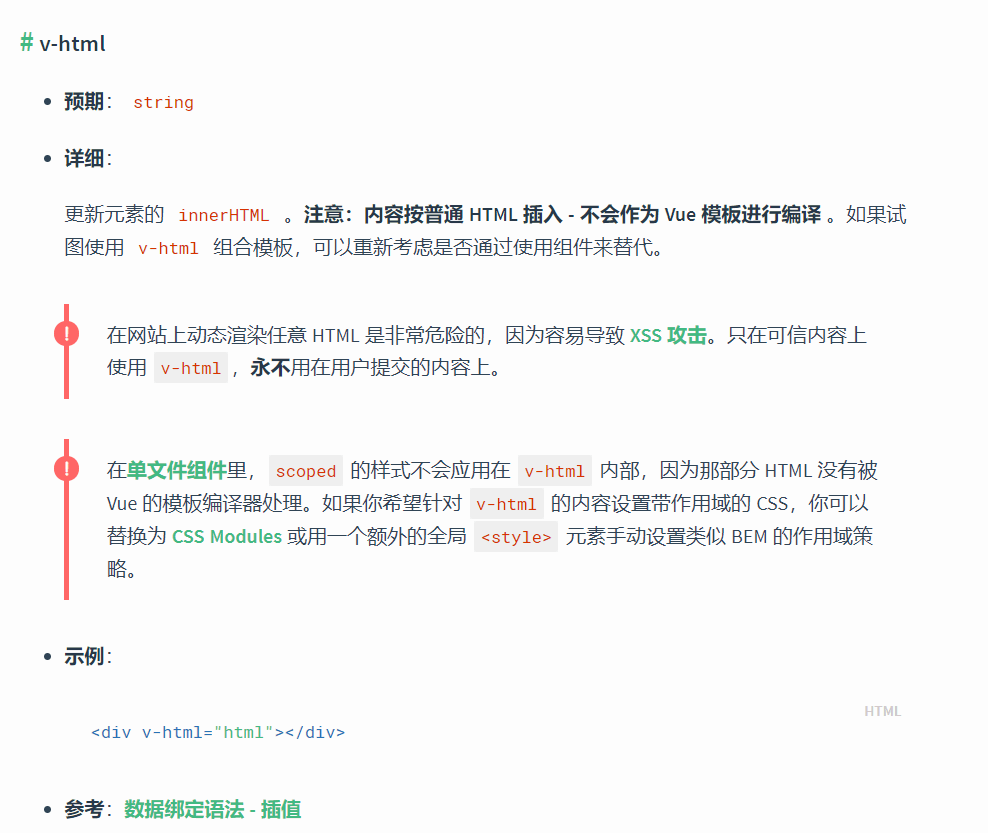 # v-html
预期： string
详细：
更新元素的 innerHTML 。注意：内容按普通 HTML 插入 - 不会作为 Vue 模板进行编译 。如果试
图使用 v-html 组合模板，可以重新考虑是否通过使用组件来替代。
在网站上动态渲染任意 HTML 是非常危险的，因为容易导致 XSS 攻击。只在可信内容上
使用 v-html ，永不用在用户提交的内容上。
在单文件组件里， scoped 的样式不会应用在 v-html 内部，因为那部分 HTML 没有被
Vue 的模板编译器处理。如果你希望针对 v-html 的内容设置带作用域的 CSS，你可以
替换为 CSS Modules 或用一个额外的全局 <style> 元素手动设置类似 BEM 的作用域策
略。
示例：
HTML
<div v-html="html"></div>
参考：数据绑定语法 - 插值